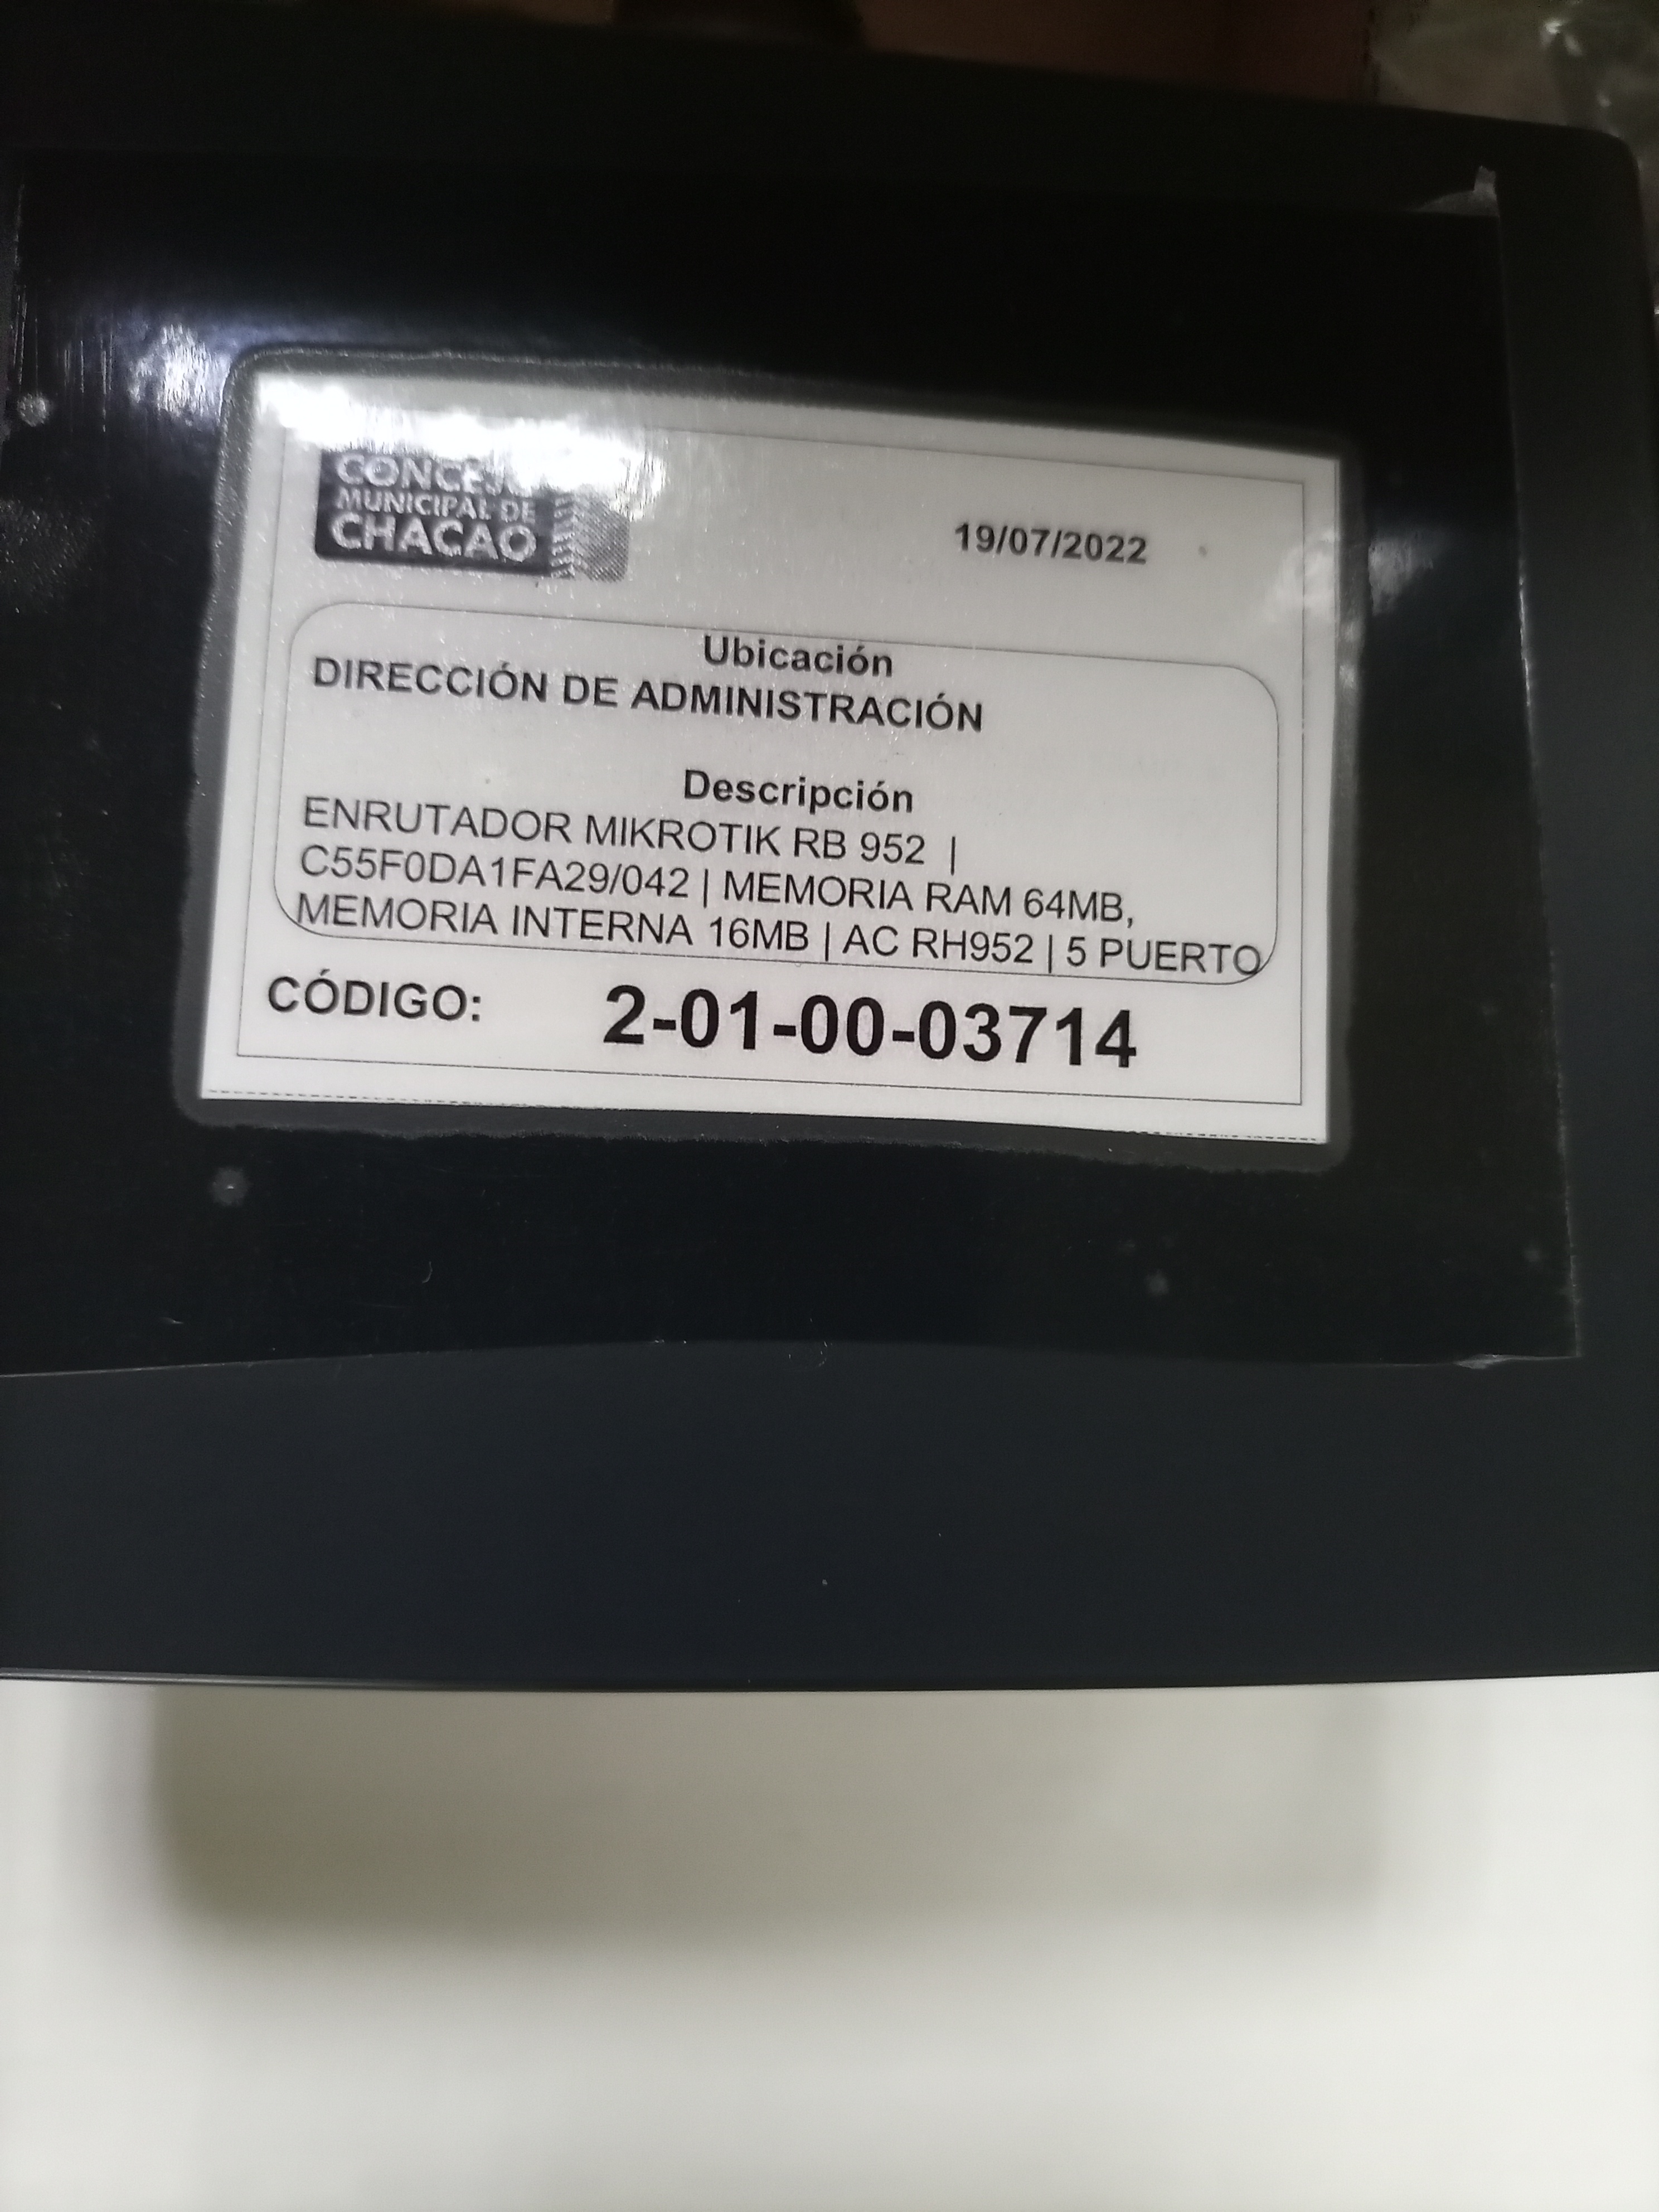 CONCEJO
MUNICIPAL DE
CHACAO
19/07/2022
Ubicación
DIRECCIÓN DE ADMINISTRACIÓN
Descripción
ENRUTADOR MIKROTIK RB 952 |
C55F0DA1FA29/042 | MEMORIA RAM 64MB,
MEMORIA INTERNA 16MB | AC RH952 | 5 PUERTO
CÓDIGO: 2-01-00-03714